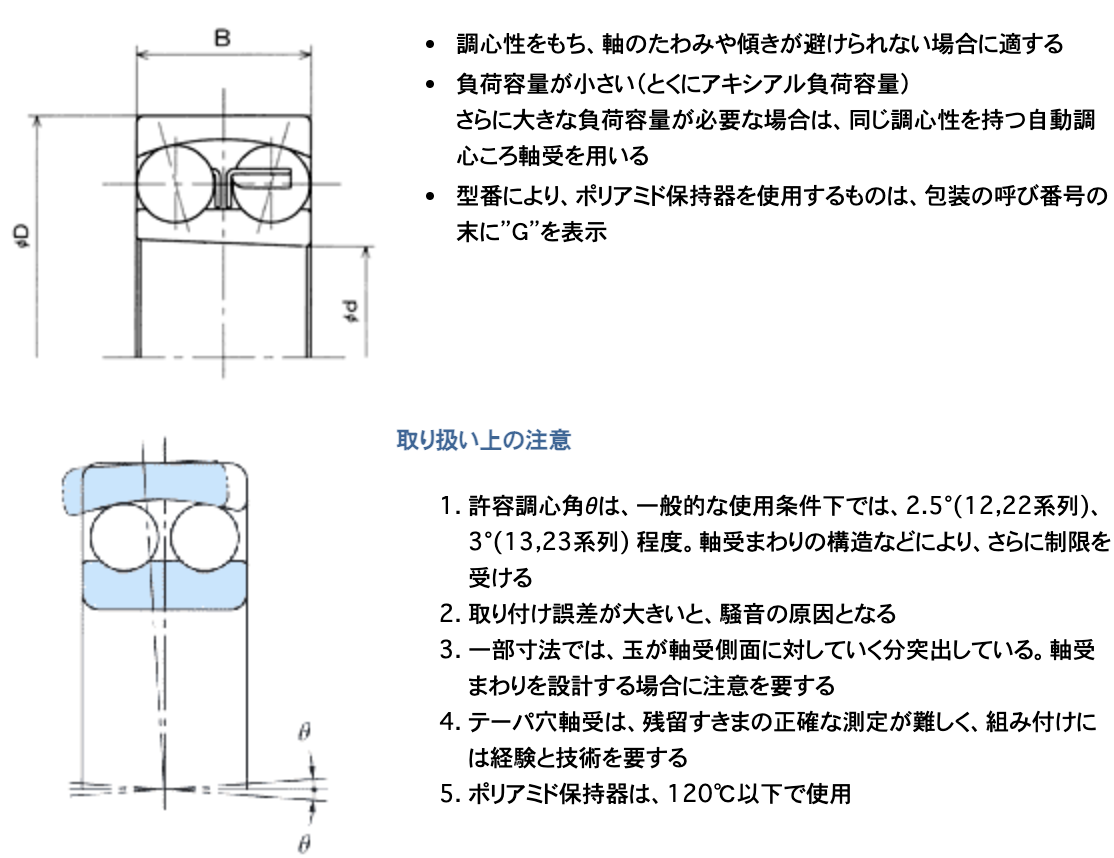 B
φD
φd
• 調心性をもち、軸のたわみや傾きが避けられない場合に適する
• 負荷容量が小さい（とくにアキシアル負荷容量）
さらに大きな負荷容量が必要な場合は、同じ調心性を持つ自動調
心ころ軸受を用いる
• 型番により、ポリアミド保持器を使用するものは、包装の呼び番号の
末に”G”を表示
取り扱い上の注意
1. 許容調心角θは、一般的な使用条件下では、2.5°(12,22系列)、
3°(13,23系列) 程度。軸受まわりの構造などにより、さらに制限を
受ける
2. 取り付け誤差が大きいと、騒音の原因となる
3. 一部寸法では、玉が軸受側面に対していく分突出している。軸受
まわりを設計する場合に注意を要する
4. テーパ穴軸受は、残留すきまの正確な測定が難しく、組み付けに
は経験と技術を要する
5. ポリアミド保持器は、120℃以下で使用
θ
θ